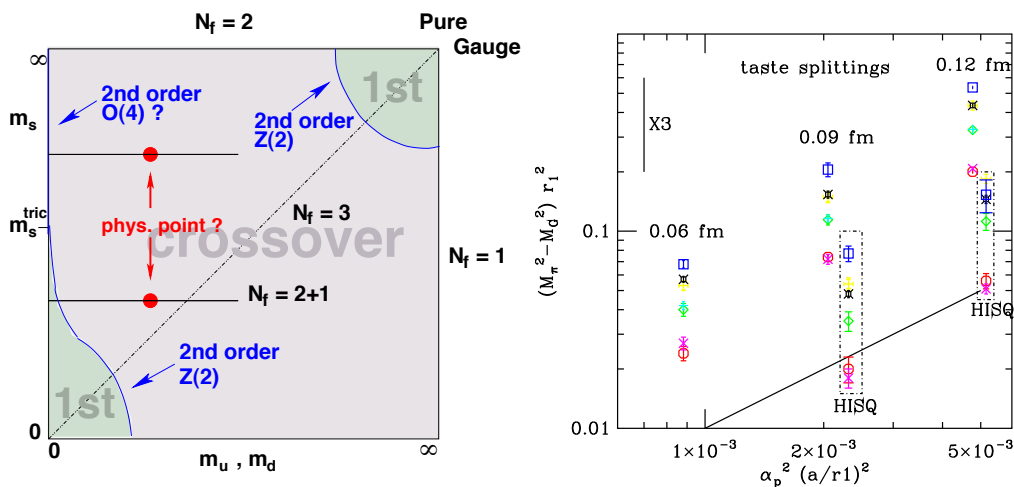 N_f = 2
Pure
Gauge
∞
1st
2nd order
O(4) ?
2nd order
Z(2)
m_s
phys. point ?
N_f = 3
m_s^tric
crossover
N_f = 1
N_f = 2+1
2nd order
Z(2)
1st
0
0
m_u , m_d
∞
taste splittings
0.12 fm
X3
0.09 fm
0.06 fm
HISQ
HISQ
0.1
0.01
(M_π^2−M_d^2) r_1^2
1×10^−3
2×10^−3
5×10^−3
α_p^2 (a/r1)^2